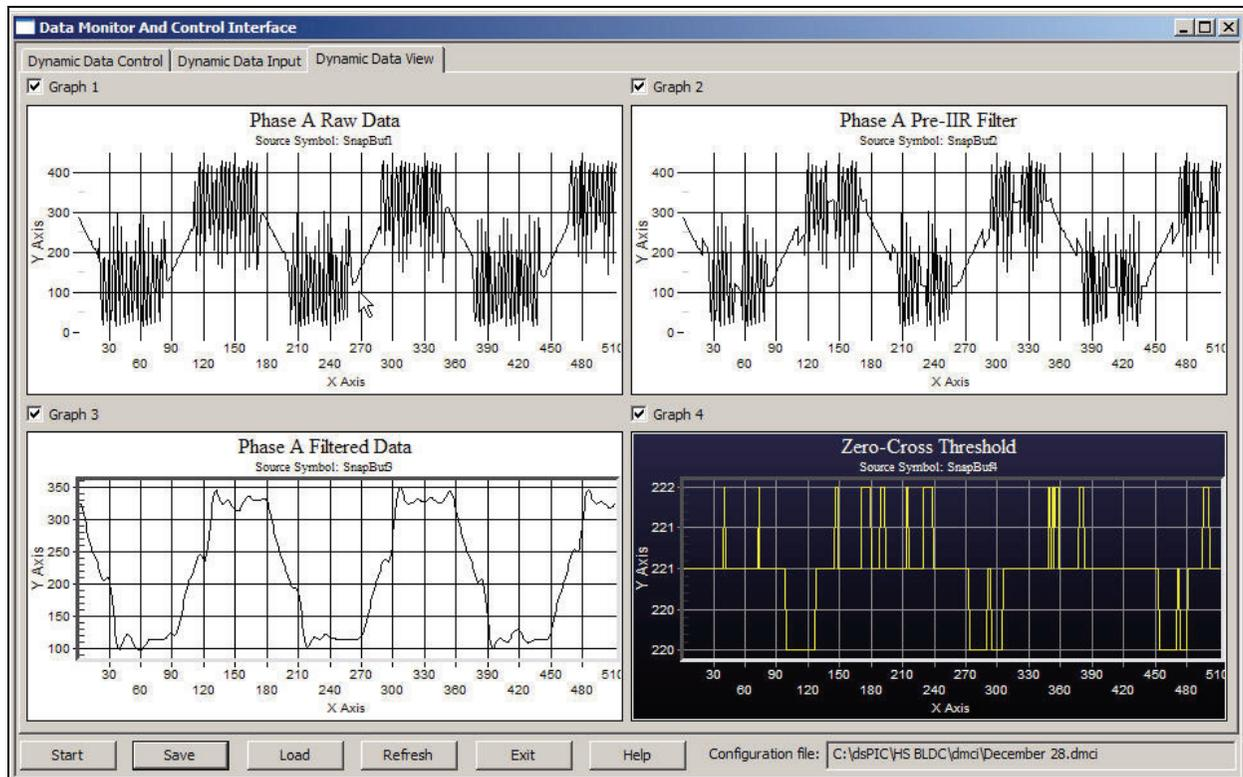 Data Monitor And Control Interface
Dynamic Data Control Dynamic Data Input Dynamic Data View
Graph 1
Phase A Raw Data
Source Symbol: SnapBuf1
Y Axis
400
300
200
100
0
30 90 150 210 270 330 390 450 510
60 120 180 240 300 360 420 480
X Axis
Graph 2
Phase A Pre-IIR Filter
Source Symbol: SnapBuf2
Y Axis
400
300
200
100
0
30 90 150 210 270 330 390 450 510
60 120 180 240 300 360 420 480
X Axis
Graph 3
Phase A Filtered Data
Source Symbol: SnapBuf3
Y Axis
350
300
250
200
150
100
30 90 150 210 270 330 390 450 510
60 120 180 240 300 360 420 480
X Axis
Graph 4
Zero-Cross Threshold
Source Symbol: SnapBuf4
Y Axis
222
221
221
220
220
30 90 150 210 270 330 390 450 510
60 120 180 240 300 360 420 480
X Axis
Start Save Load Refresh Exit Help Configuration file: C:\dsPIC\HS BLDC\dmci\December 28.dmci